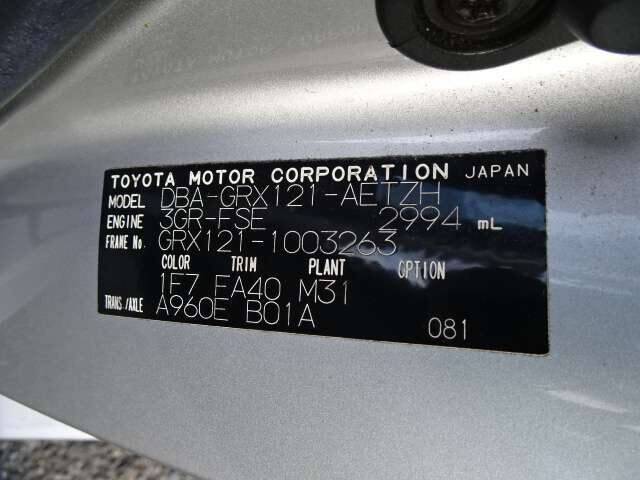 TOYOTA MOTOR CORPORATION JAPAN
MODEL DBA-GRX121-AETZH
ENGINE 3GR-FSE 2994 mL
FRAME No. GRX121-1003263
COLOR TRIM PLANT OPTION
1F7 FA40 M31
TRANS./AXLE A960E B01A
081